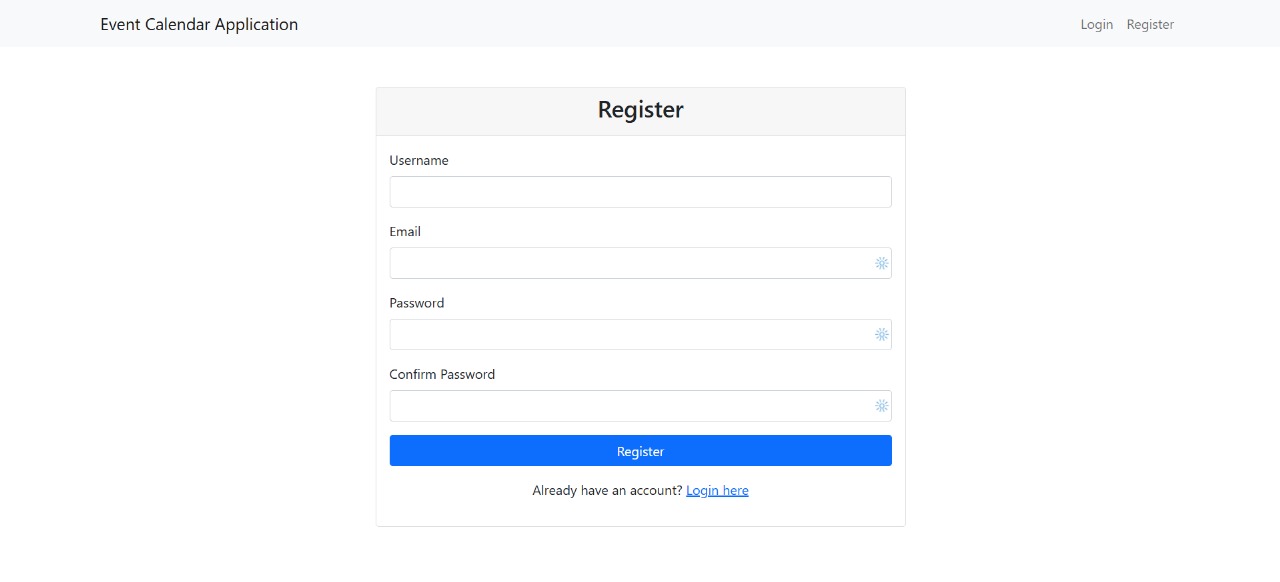 Event Calendar Application Login Register
Register
Username
Email
Password
Confirm Password
Register
Already have an account? Login here